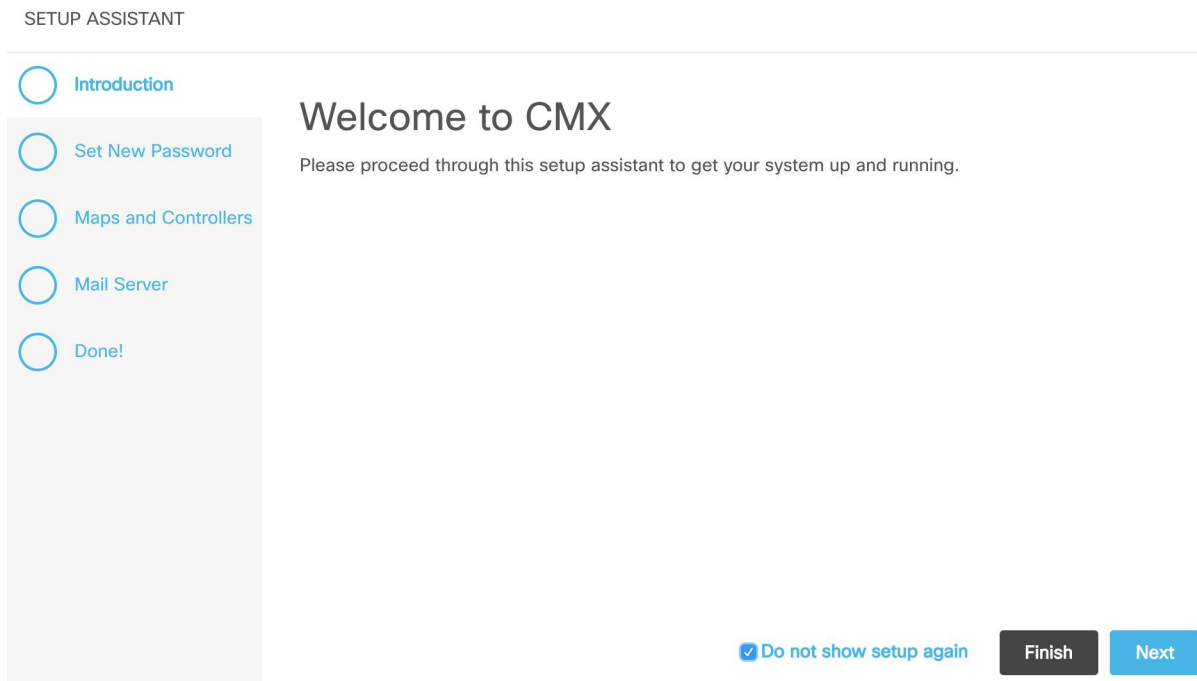 SETUP ASSISTANT
Introduction
Set New Password
Maps and Controllers
Mail Server
Done!
Welcome to CMX
Please proceed through this setup assistant to get your system up and running.
Do not show setup again
Finish
Next